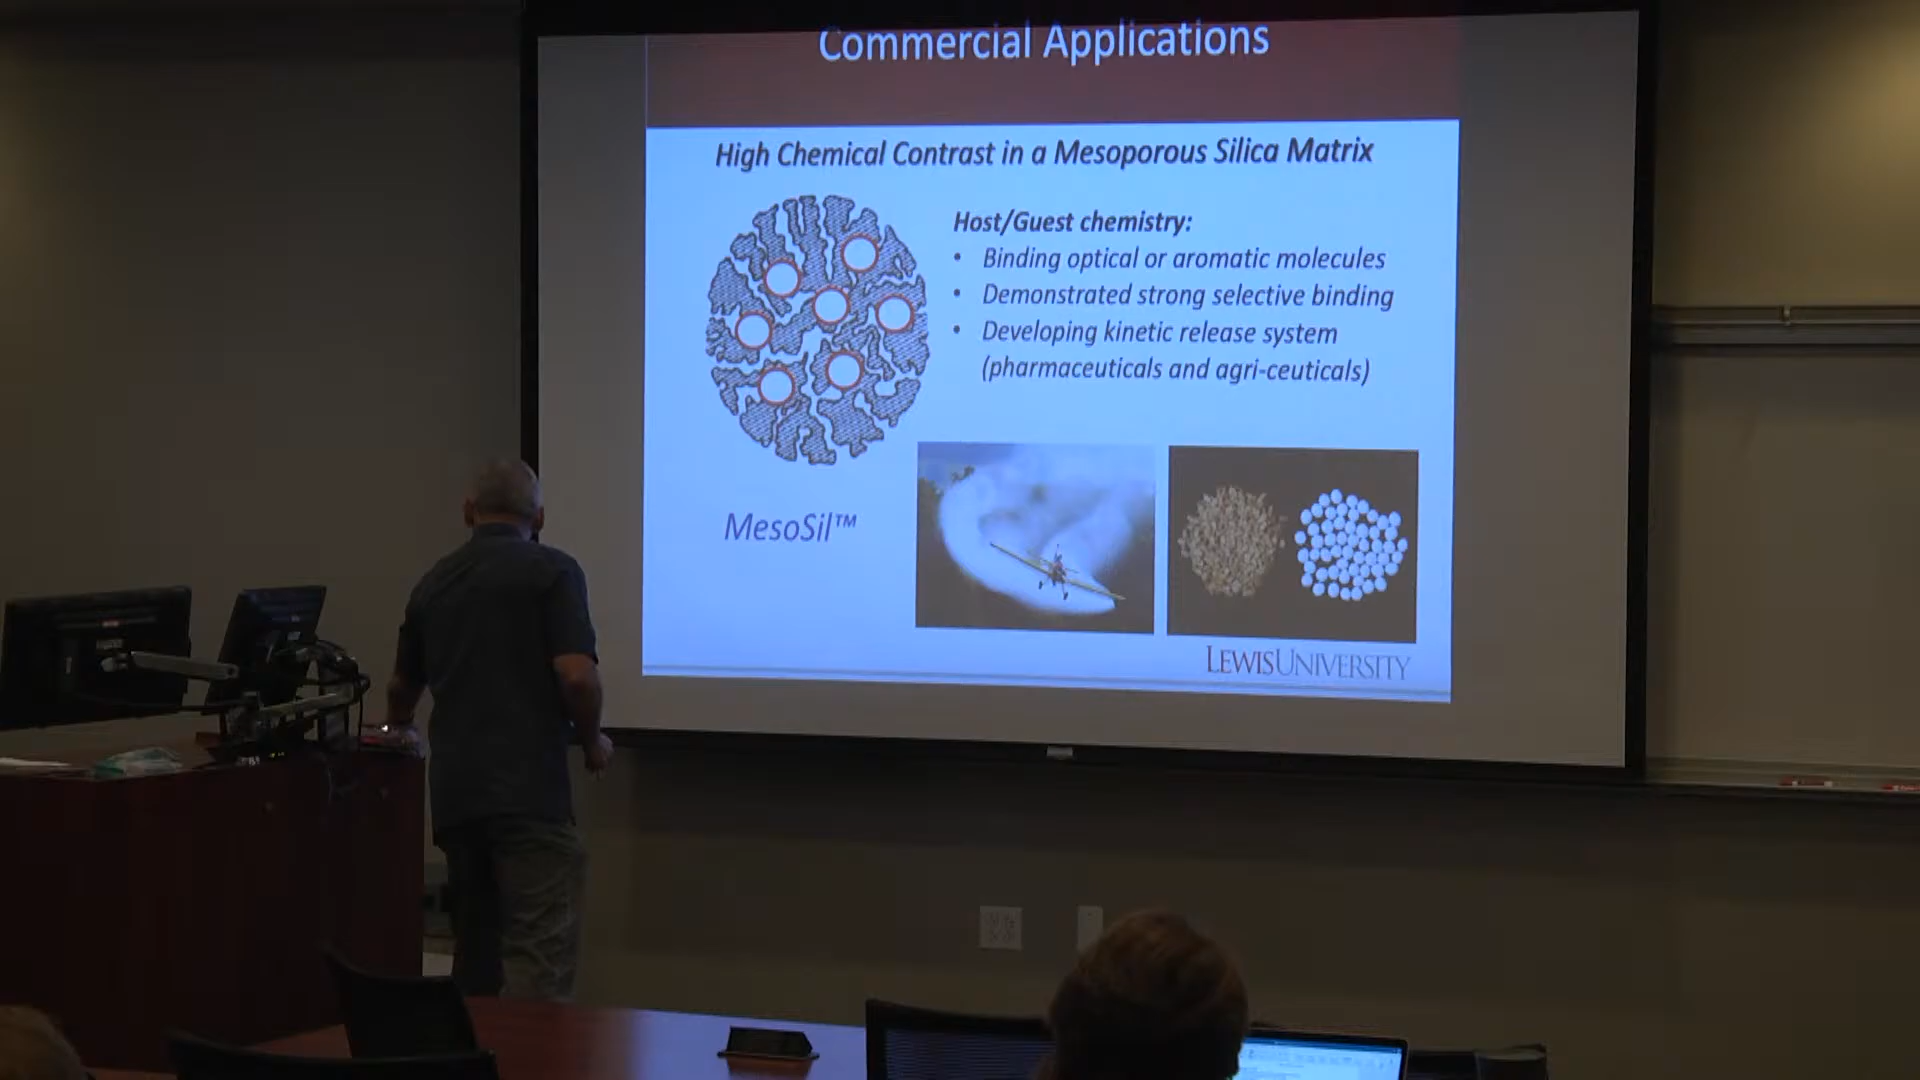 Commercial Applications
High Chemical Contrast in a Mesoporous Silica Matrix
Host/Guest chemistry:
• Binding optical or aromatic molecules
• Demonstrated strong selective binding
• Developing kinetic release system
(pharmaceuticals and agri-ceuticals)
MesoSil™
LEWISUNIVERSITY